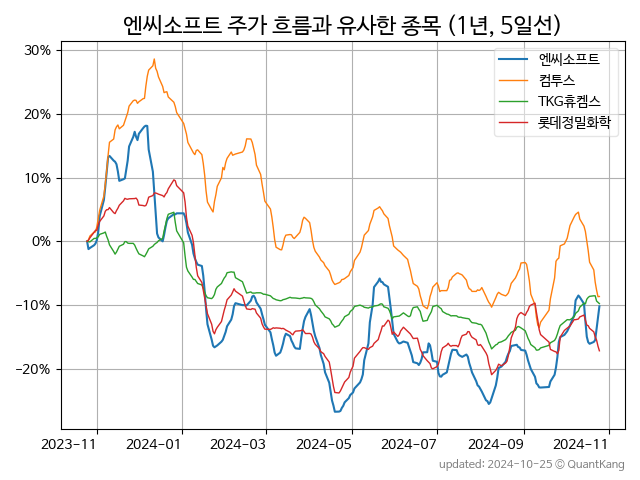 엔씨소프트 주가 흐름과 유사한 종목 (1년, 5일선)
30%
20%
10%
0%
−10%
−20%
엔씨소프트
컴투스
TKG휴켐스
롯데정밀화학
2023-11
2024-01
2024-03
2024-05
2024-07
2024-09
2024-11
updated: 2024-10-25 © QuantKang